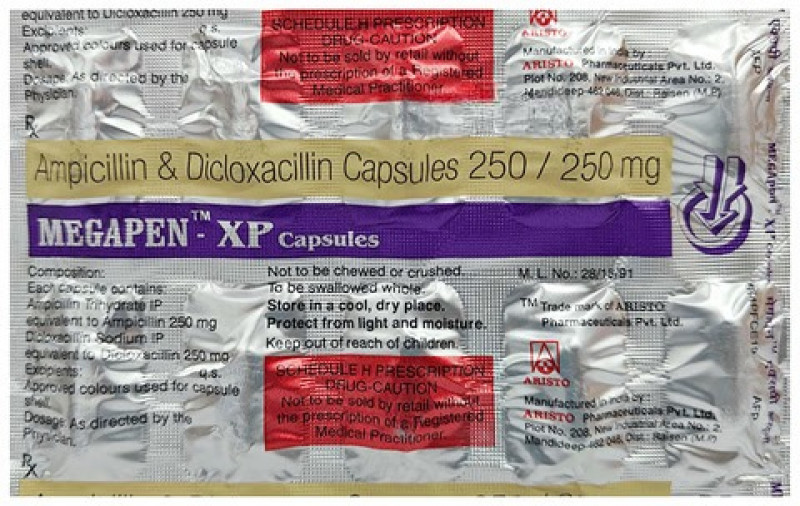 equivalent to Dicloxacillin 250 mg
Excipients: q.s.
Approved colours used for capsule
shell.
Dosage: As directed by the
Physician.
Rx
SCHEDULE H PRESCRIPTION
DRUG-CAUTION
Not to be sold by retail without
the prescription of a Registered
Medical Practitioner.
ARISTO
Manufactured in India by :
ARISTO Pharmaceuticals Pvt. Ltd.
Plot No. 208, New Industrial Area No.: 2,
Mandideep-462 046, Dist.: Raisen (M.P.)
Ampicillin & Dicloxacillin Capsules 250 / 250 mg
MEGAPEN™- XP Capsules
Composition:
Each capsule contains:
Ampicillin Trihydrate IP
equivalent to Ampicillin 250 mg
Dicloxacillin Sodium IP
equivalent to Dicloxacillin 250 mg
Excipients: q.s.
Approved colours used for capsule
shell.
Dosage: As directed by the
Physician.
Rx
Not to be chewed or crushed.
To be swallowed whole.
Store in a cool, dry place.
Protect from light and moisture.
Keep out of reach of children.
SCHEDULE H PRESCRIPTION
DRUG-CAUTION
Not to be sold by retail without
the prescription of a Registered
Medical Practitioner.
M. L. No.: 28/15/91
™ Trade mark of ARISTO
Pharmaceuticals Pvt. Ltd.
ARISTO
Manufactured in India by :
ARISTO Pharmaceuticals Pvt. Ltd.
Plot No. 208, New Industrial Area No.: 2,
Mandideep-462 046, Dist.: Raisen (M.P.)